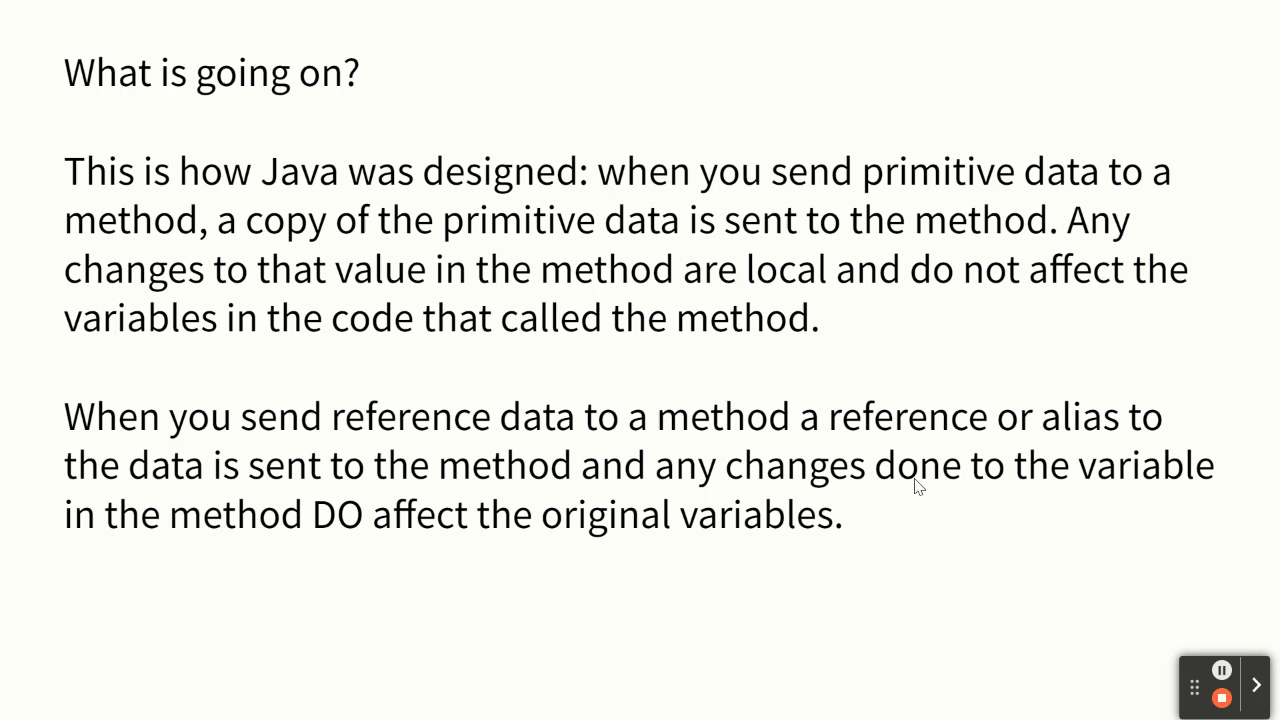 What is going on?
This is how Java was designed: when you send primitive data to a
method, a copy of the primitive data is sent to the method. Any
changes to that value in the method are local and do not affect the
variables in the code that called the method.
When you send reference data to a method a reference or alias to
the data is sent to the method and any changes done to the variable
in the method DO affect the original variables.